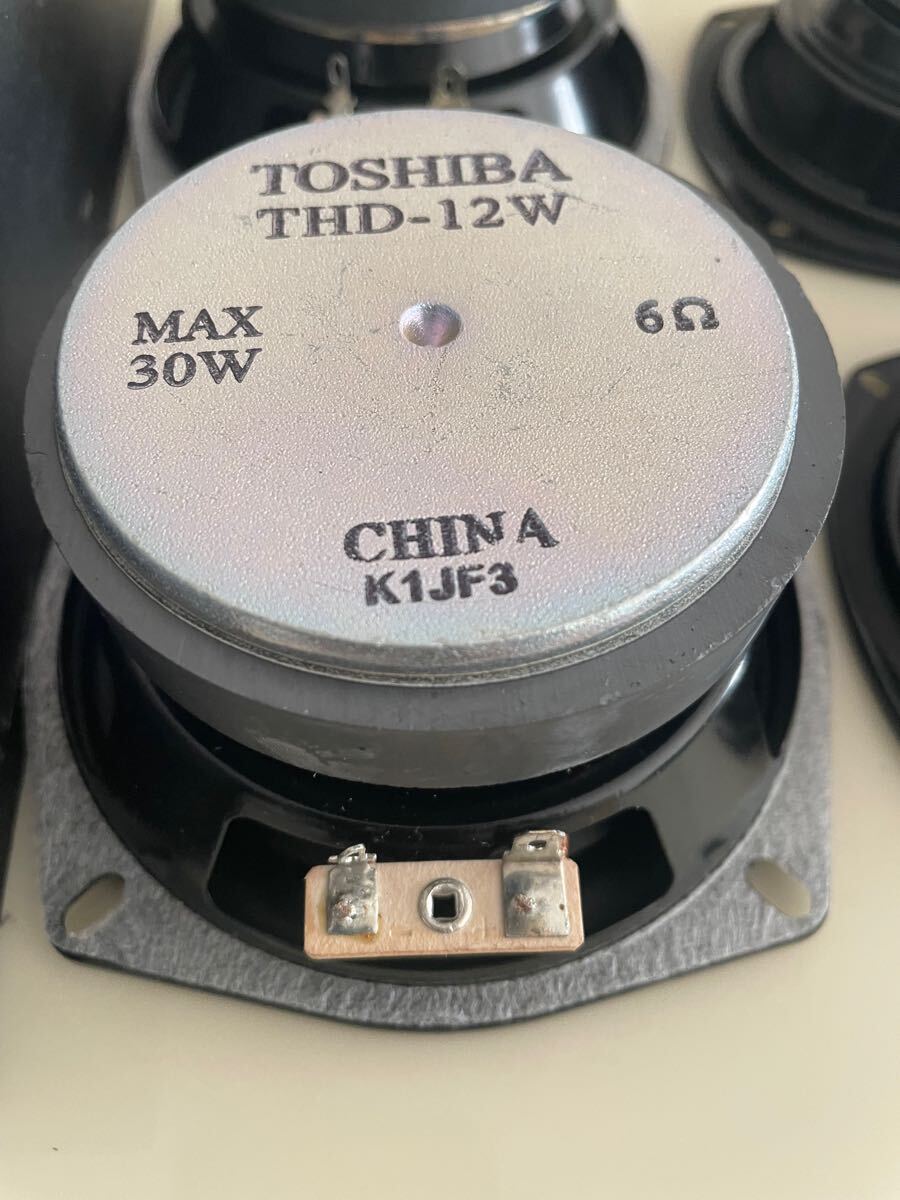 TOSHIBA
THD-12W
MAX
30W
6Ω
CHINA
K1JF3